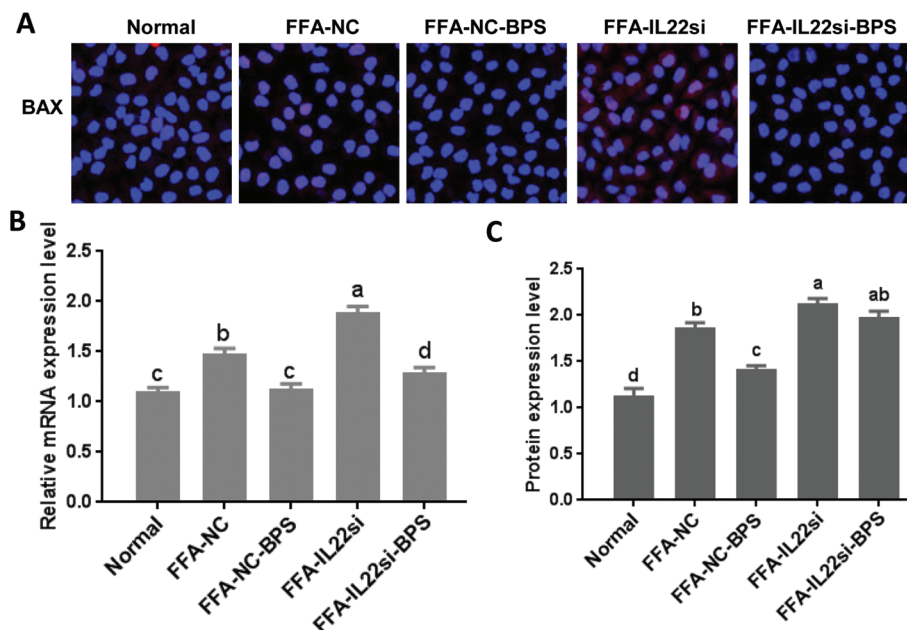 A
Normal FFA-NC FFA-NC-BPS FFA-IL22si FFA-IL22si-BPS
BAX
B
Relative mRNA expression level
2.5
2.0
1.5
1.0
0.5
0.0
c b c a d
Normal
FFA-NC
FFA-NC-BPS
FFA-IL22si
FFA-IL22si-BPS
C
Protein expression level
2.5
2.0
1.5
1.0
0.5
0.0
d b c a ab
Normal
FFA-NC
FFA-NC-BPS
FFA-IL22si
FFA-IL22si-BPS